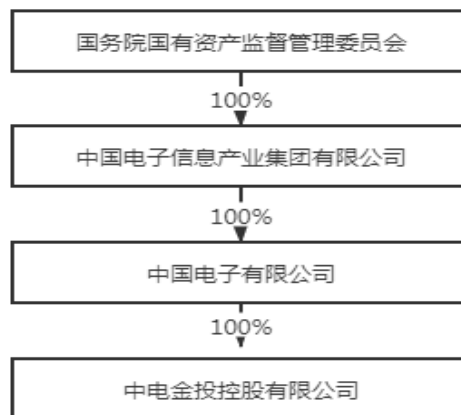 国务院国有资产监督管理委员会
100%
中国电子信息产业集团有限公司
100%
中国电子有限公司
100%
中电金投控股有限公司